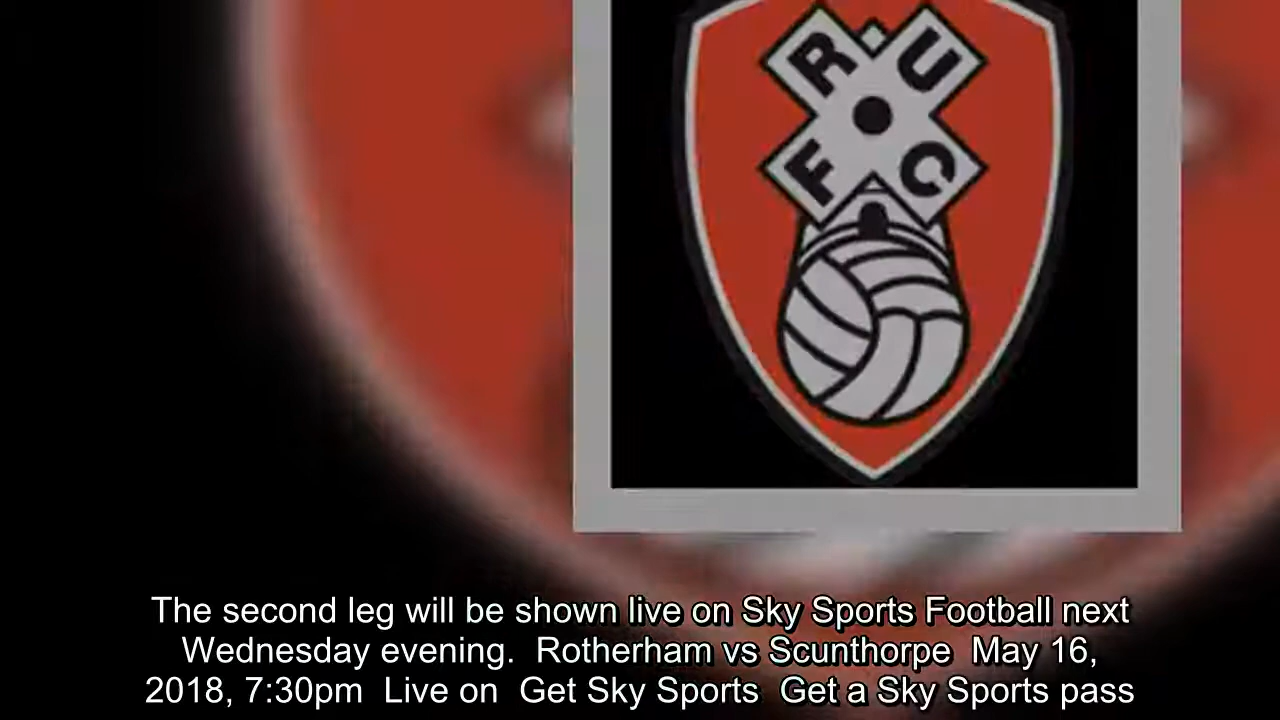 R U
F C
The second leg will be shown live on Sky Sports Football next
Wednesday evening.  Rotherham vs Scunthorpe  May 16,
2018, 7:30pm  Live on  Get Sky Sports  Get a Sky Sports pass